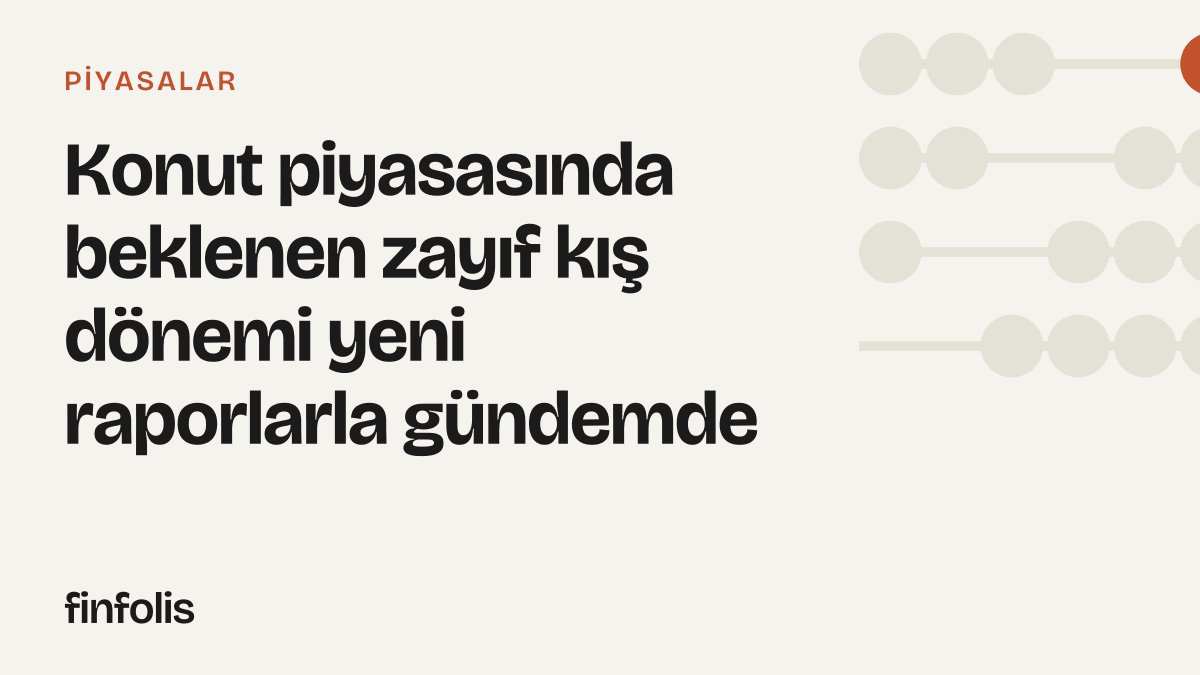 PİYASALAR
Konut piyasasında
beklenen zayıf kış
dönemi yeni
raporlarla gündemde
finfolis